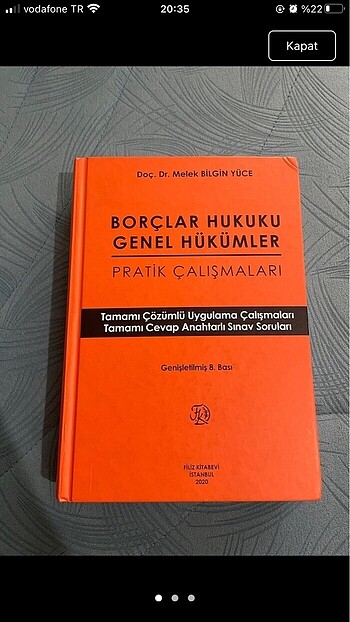 vodafone TR 20:35 %22
Kapat
Doç. Dr. Melek BİLGİN YÜCE
BORÇLAR HUKUKU
GENEL HÜKÜMLER
PRATİK ÇALIŞMALARI
Tamamı Çözümlü Uygulama Çalışmaları
Tamamı Cevap Anahtarlı Sınav Soruları
Genişletilmiş 8. Bası
FİLİZ KİTABEVİ
İSTANBUL
2020